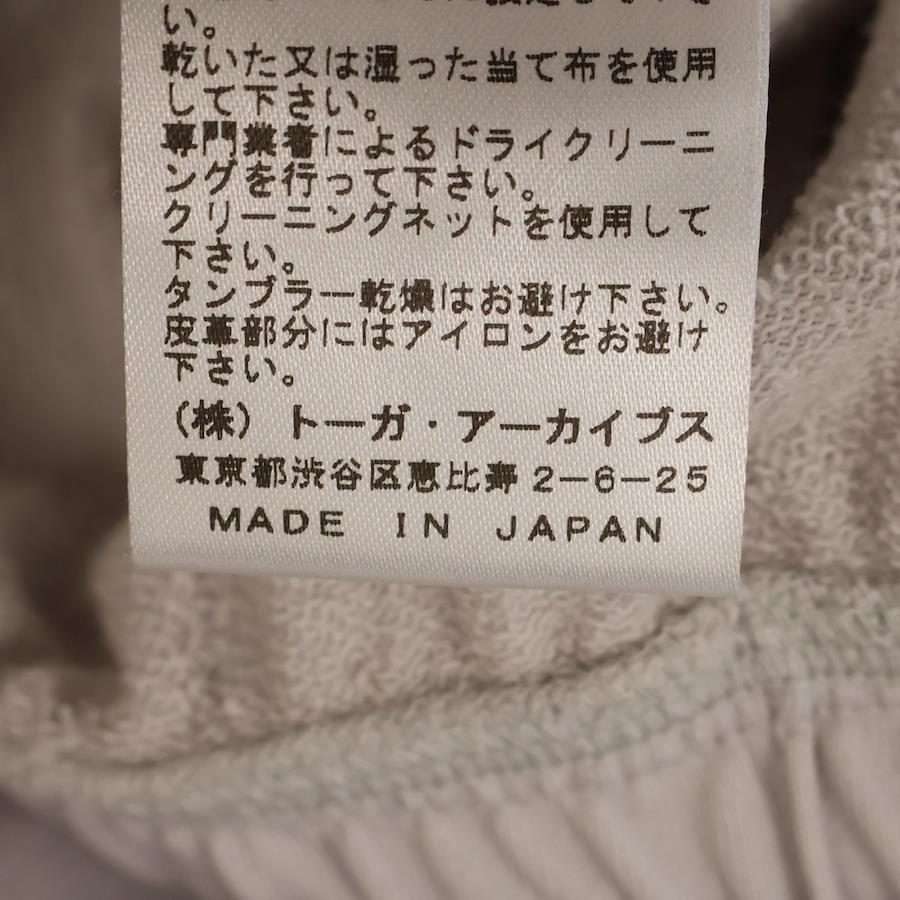 い。
乾いた又は湿った当て布を使用
して下さい。
専門業者によるドライクリーニ
ングを行って下さい。
クリーニングネットを使用して
下さい。
タンブラー乾燥はお避け下さい。
皮革部分にはアイロンをお避け
下さい。
(株) トーガ・アーカイブス
東京都渋谷区恵比寿2-6-25
MADE IN JAPAN